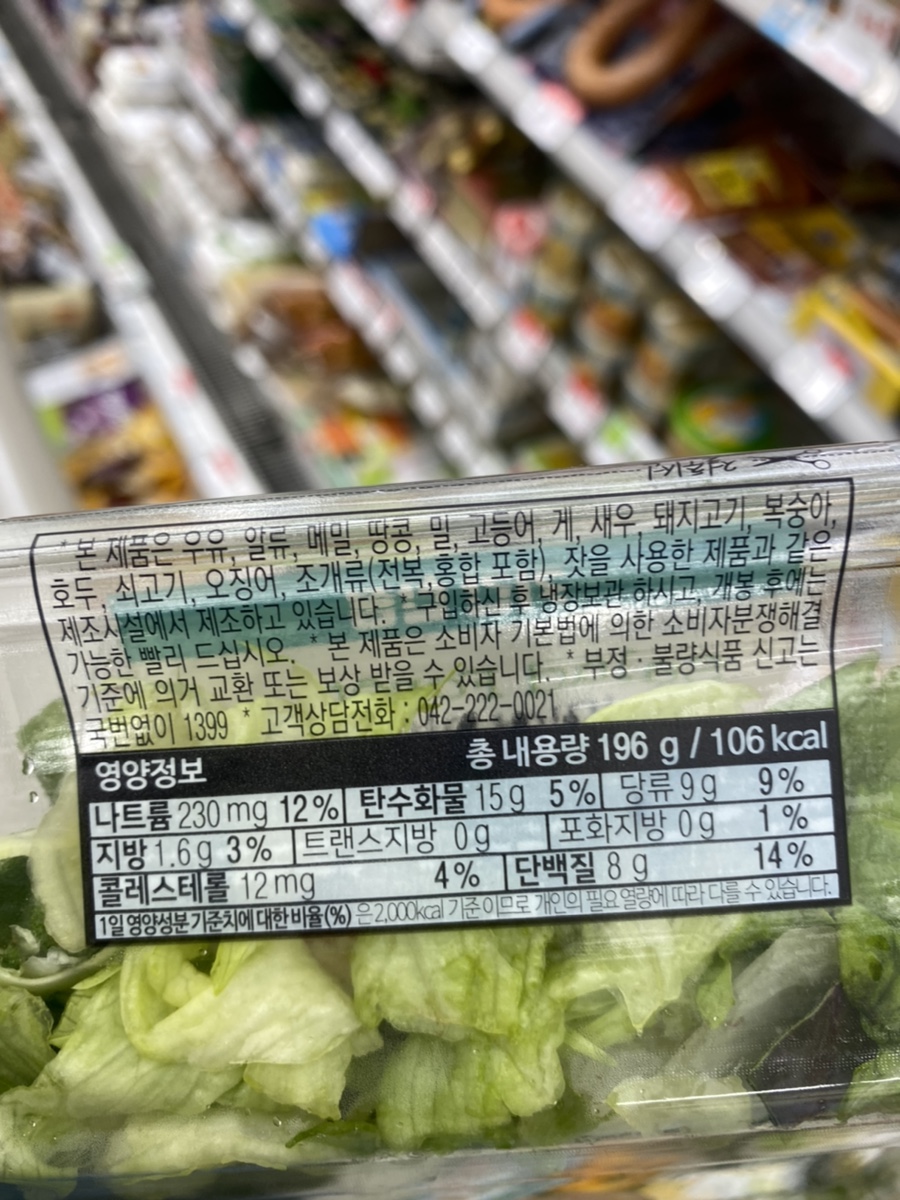 * 본 제품은 우유, 알류, 메밀, 땅콩, 밀, 고등어, 게, 새우, 돼지고기, 복숭아,
호두, 쇠고기, 오징어, 조개류(전복,홍합 포함), 잣을 사용한 제품과 같은
제조시설에서 제조하고 있습니다. * 구입하신 후 냉장보관 하시고, 개봉 후에는
가능한 빨리 드십시오. * 본 제품은 소비자 기본법에 의한 소비자분쟁해결
기준에 의거 교환 또는 보상 받을 수 있습니다. * 부정·불량식품 신고는
국번없이 1399 * 고객상담전화 : 042-222-0021
영양정보 총 내용량 196 g / 106 kcal
나트륨 230 mg 12% 탄수화물 15 g 5% 당류 9 g 9%
지방 1.6 g 3% 트랜스지방 0 g 포화지방 0 g 1%
콜레스테롤 12 mg 4% 단백질 8 g 14%
1일 영양성분 기준치에 대한 비율(%)은 2,000kcal 기준이므로 개인의 필요 열량에 따라 다를 수 있습니다.